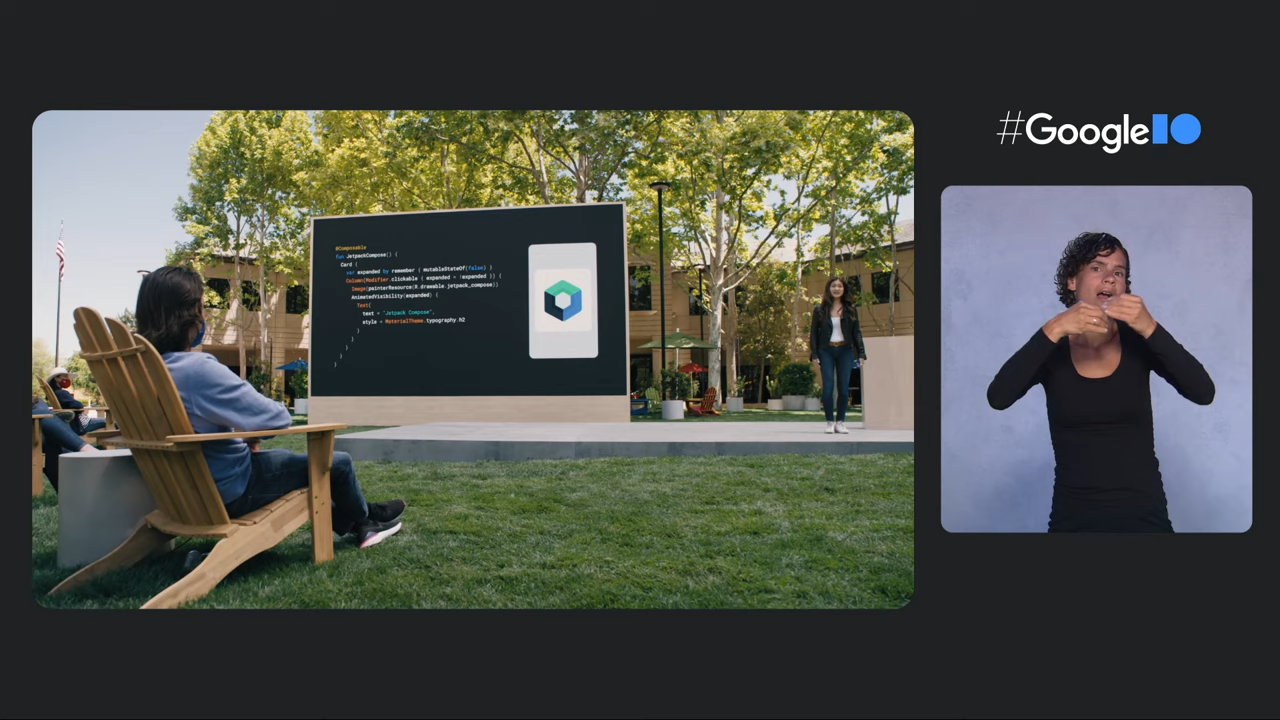 #GoogleIO
@Composable
fun JetpackCompose() {
Card {
var expanded by remember { mutableStateOf(false) }
Column(Modifier.clickable { expanded = !expanded }) {
Image(painterResource(R.drawable.jetpack_compose))
AnimatedVisibility(expanded) {
Text(
text = "Jetpack Compose",
style = MaterialTheme.typography.h2
)
}
}
}
}